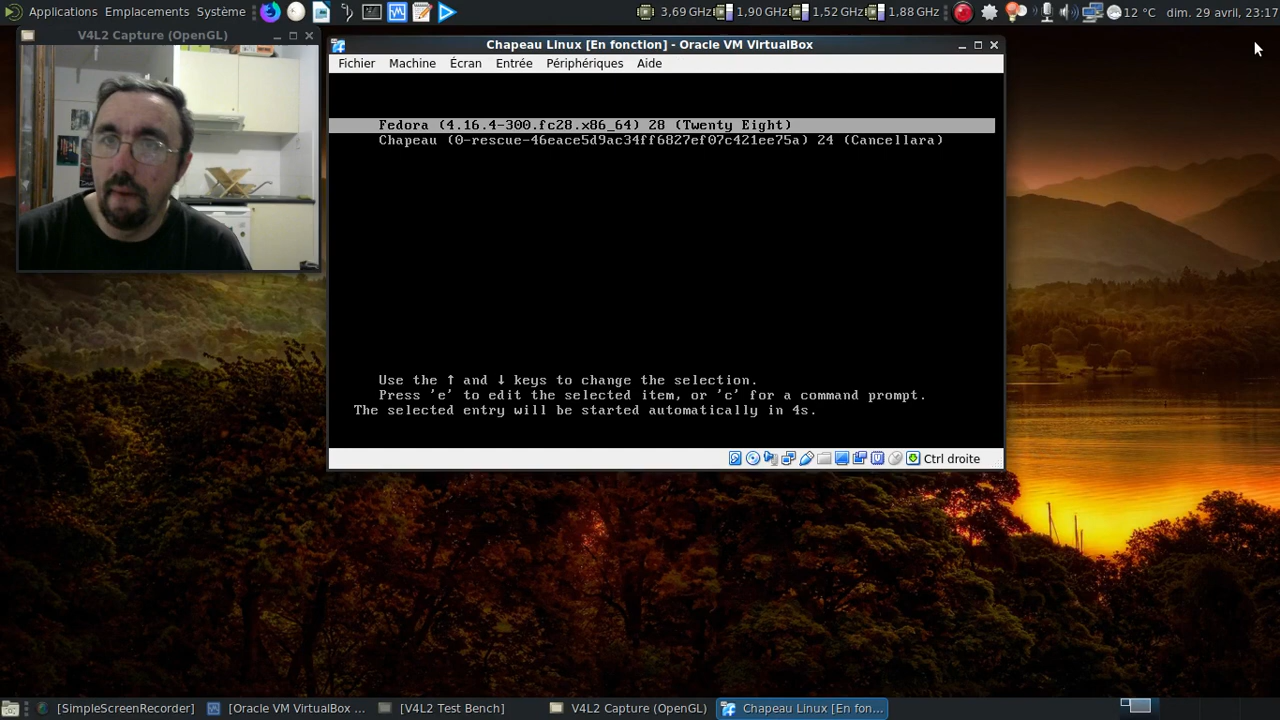 Applications Emplacements Système
3,69 GHz 1,90 GHz 1,52 GHz 1,88 GHz 12 °C dim. 29 avril, 23:17
V4L2 Capture (OpenGL)
Chapeau Linux [En fonction] - Oracle VM VirtualBox
Fichier Machine Écran Entrée Périphériques Aide
Fedora (4.16.4-300.fc28.x86_64) 28 (Twenty Eight)
Chapeau (0-rescue-46eace5d9ac34ff6827ef07c421ee75a) 24 (Cancellara)
Use the ↑ and ↓ keys to change the selection.
Press 'e' to edit the selected item, or 'c' for a command prompt.
The selected entry will be started automatically in 4s.
Ctrl droite
[SimpleScreenRecorder] [Oracle VM VirtualBox ... [V4L2 Test Bench] V4L2 Capture (OpenGL) Chapeau Linux [En fon...